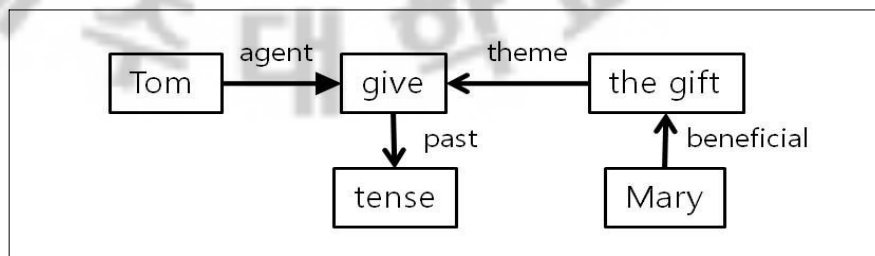 agent
theme
Tom
give
the gift
past
beneficial
tense
Mary